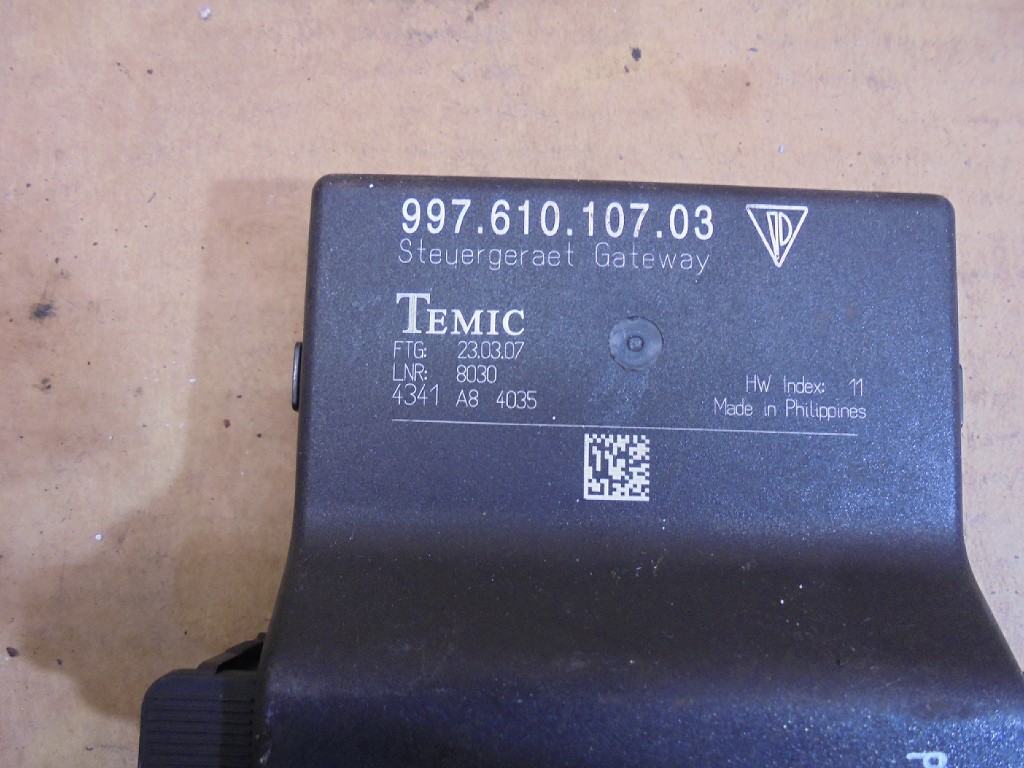 997.610.107.03
Steuergeraet Gateway
TEMIC
FTG: 23.03.07
LNR: 8030
4341 A8 4035
HW Index: 11
Made in Philippines
P